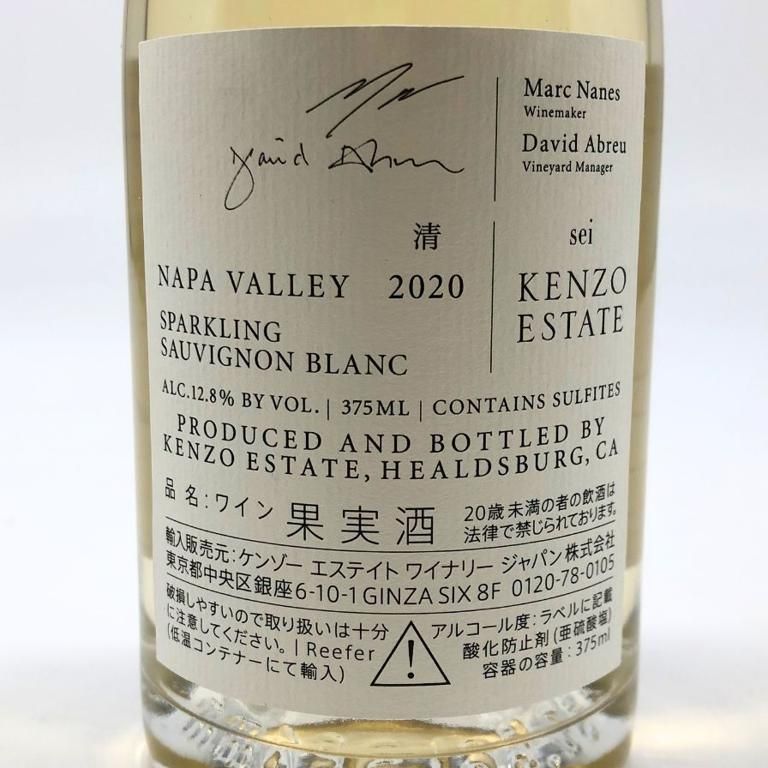 David Abreu
Marc Nanes
Winemaker
David Abreu
Vineyard Manager
清
sei
NAPA VALLEY 2020
KENZO
ESTATE
SPARKLING
SAUVIGNON BLANC
ALC.12.8% BY VOL. | 375ML | CONTAINS SULFITES
PRODUCED AND BOTTLED BY
KENZO ESTATE, HEALDSBURG, CA
品 名:ワイン 果実酒
20歳未満の者の飲酒は
法律で禁じられております。
輸入販売元:ケンゾー エステイト ワイナリー ジャパン株式会社
東京都中央区銀座6-10-1 GINZA SIX 8F 0120-78-0105
破損しやすいので取り扱いは十分
に注意してください。| Reefer
(低温コンテナーにて輸入)
!
アルコール度:ラベルに記載
酸化防止剤(亜硫酸塩)
容器の容量:375ml